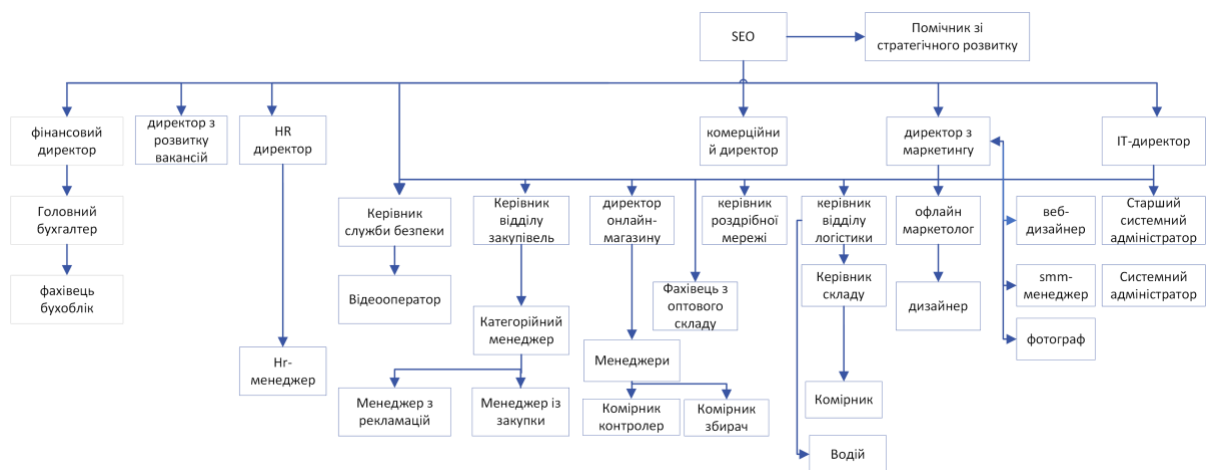 SEO
Помічник зі
стратегічного розвитку
фінансовий
директор
директор з
розвитку
вакансій
HR
директор
комерційни
й директор
директор з
маркетингу
ІТ-директор
Головний
бухгалтер
Керівник
служби безпеки
Керівник
відділу
закупівель
директор
онлайн-
магазину
керівник
роздрібної
мережі
керівник
відділу
логістики
офлайн
маркетолог
веб-
дизайнер
Старший
системний
адміністратор
фахівець
бухоблік
Відеооператор
Фахівець з
оптового
складу
Керівник
складу
дизайнер
smm-
менеджер
Системний
адміністратор
Категорійний
менеджер
фотограф
Hr-
менеджер
Менеджери
Менеджер з
рекламацій
Менеджер із
закупки
Комірник
контролер
Комірник
збирач
Комірник
Водій